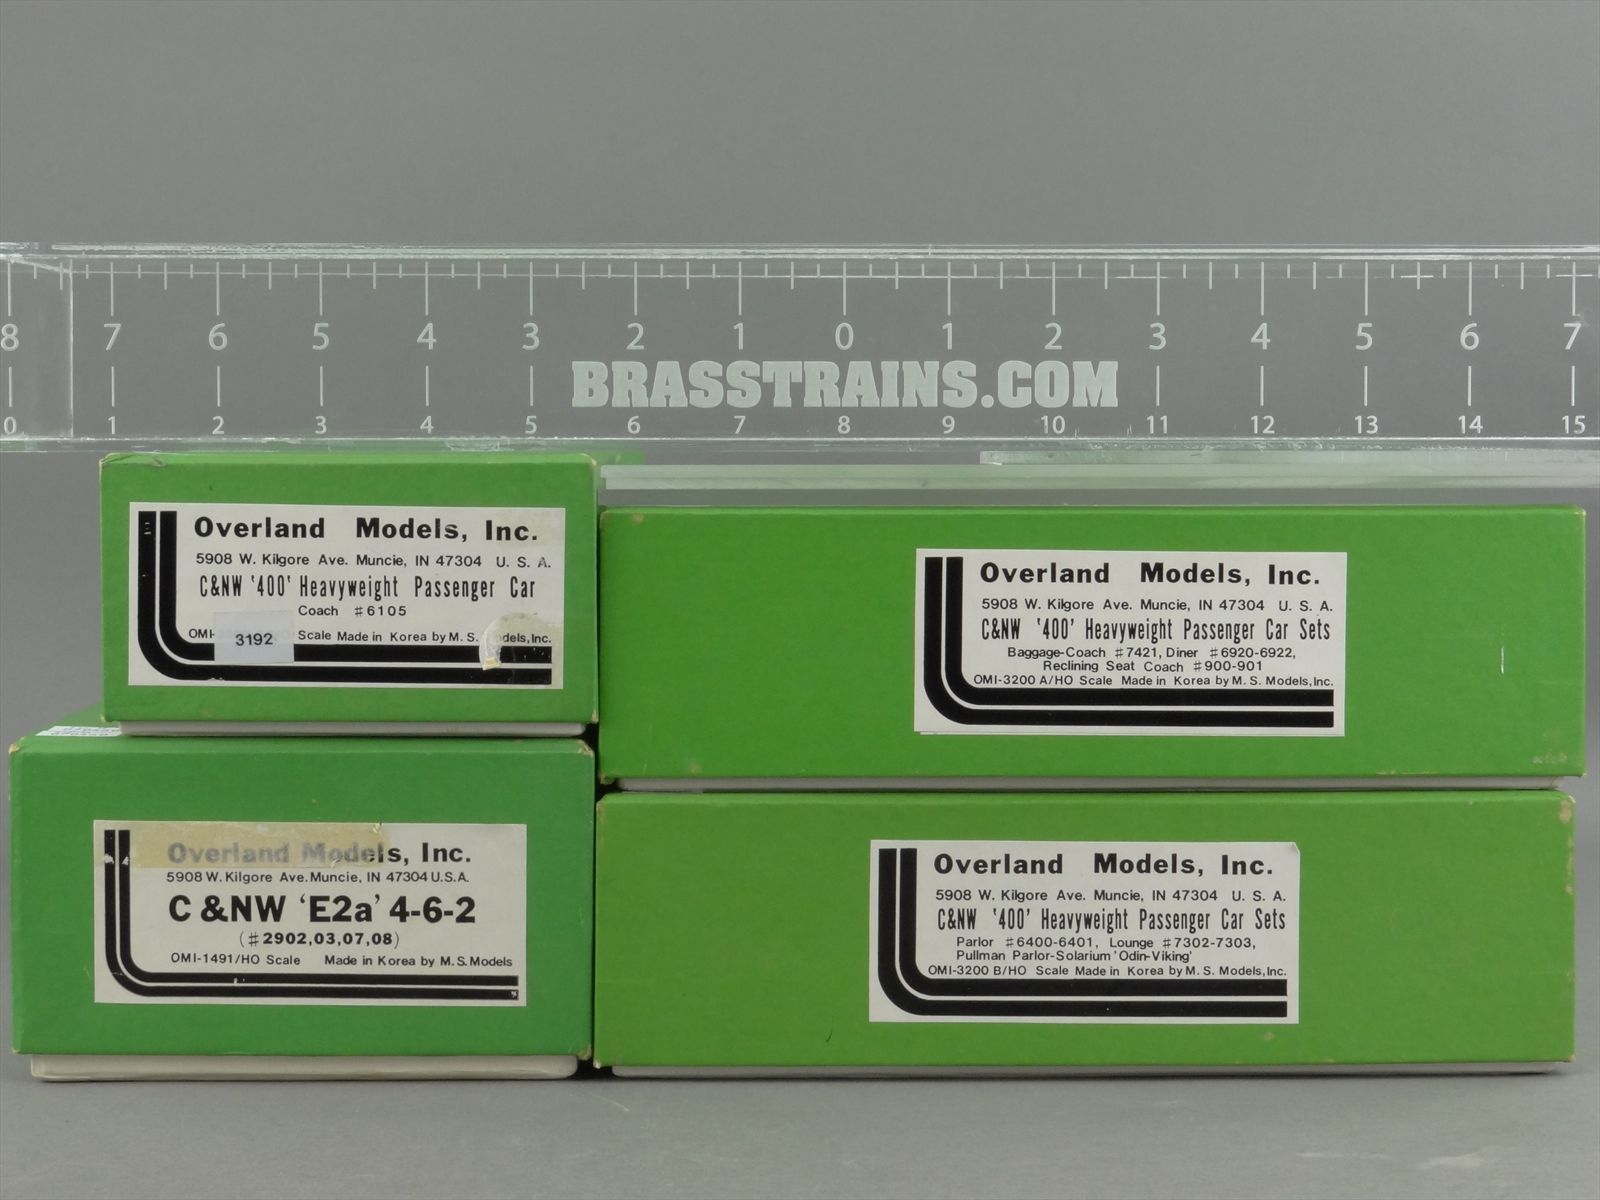 8 7 6 5 4 3 2 1 0 1 2 3 4 5 6 7
BRASSTRAINS.COM
0 1 2 3 4 5 6 7 8 9 10 11 12 13 14 15
Overland Models, Inc.
5908 W. Kilgore Ave. Muncie, IN 47304 U. S. A.
C&NW '400' Heavyweight Passenger Car
Coach #6105
OMI- 3192 Scale Made in Korea by M. S. Models, Inc.
Overland Models, Inc.
5908 W. Kilgore Ave. Muncie, IN 47304 U. S. A.
C&NW '400' Heavyweight Passenger Car Sets
Baggage-Coach #7421, Diner #6920-6922,
Reclining Seat Coach #900-901
OMI-3200 A/HO Scale Made in Korea by M. S. Models, Inc.
Overland Models, Inc.
5908 W. Kilgore Ave. Muncie, IN 47304 U.S.A.
C&NW 'E2a' 4-6-2
(#2902,03,07,08)
OMI-1491/HO Scale Made in Korea by M.S. Models
Overland Models, Inc.
5908 W. Kilgore Ave. Muncie, IN 47304 U. S. A.
C&NW '400' Heavyweight Passenger Car Sets
Parlor #6400-6401, Lounge #7302-7303,
Pullman Parlor-Solarium 'Odin-Viking'
OMI-3200 B/HO Scale Made in Korea by M. S. Models, Inc.